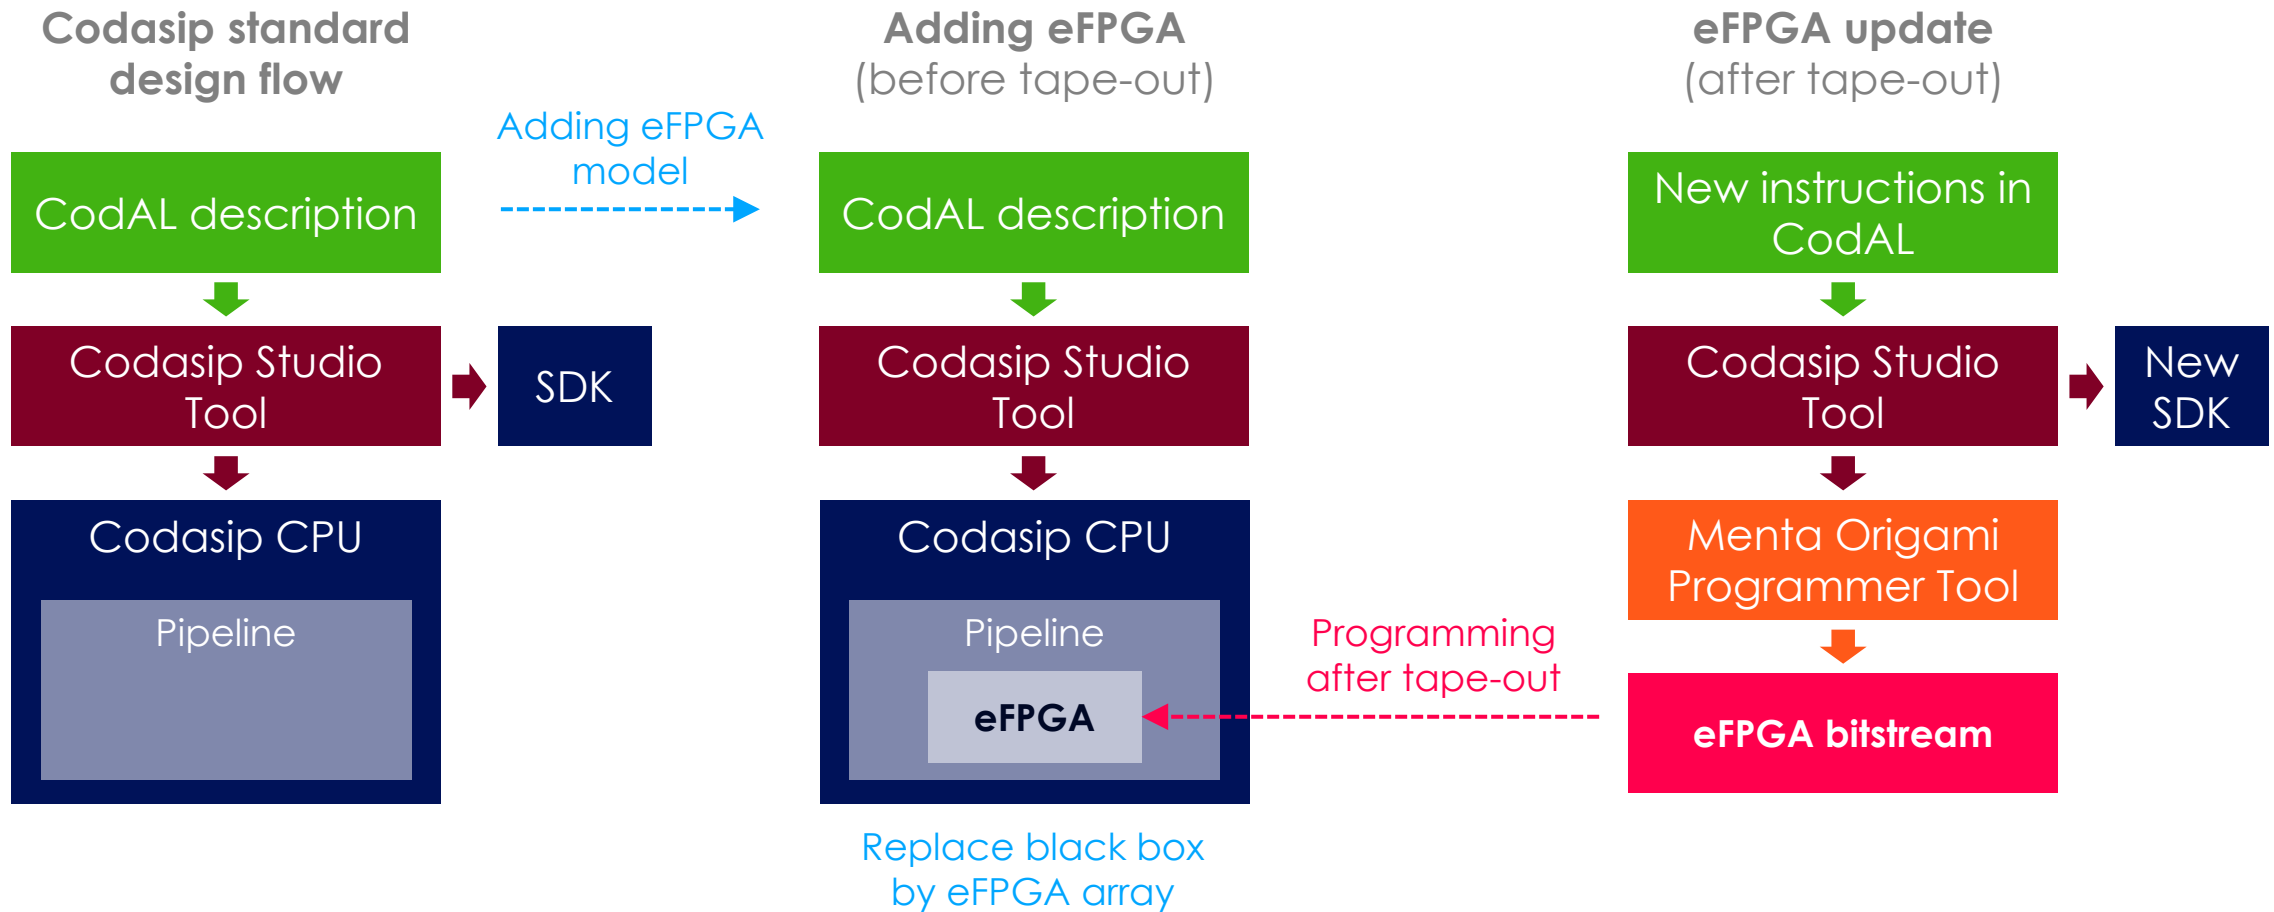 Codasip standard
design flow
CodAL description
Codasip Studio
Tool
SDK
Codasip CPU
Pipeline
Adding eFPGA
model
Adding eFPGA
(before tape-out)
CodAL description
Codasip Studio
Tool
Codasip CPU
Pipeline
eFPGA
Replace black box
by eFPGA array
Programming
after tape-out
eFPGA update
(after tape-out)
New instructions in
CodAL
Codasip Studio
Tool
New
SDK
Menta Origami
Programmer Tool
eFPGA bitstream